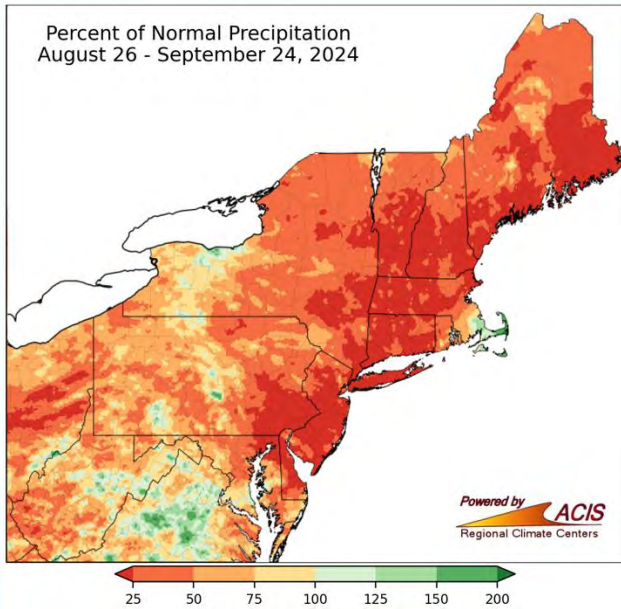 Percent of Normal Precipitation
August 26 - September 24, 2024
Powered by
ACIS
Regional Climate Centers
25 50 75 100 125 150 200